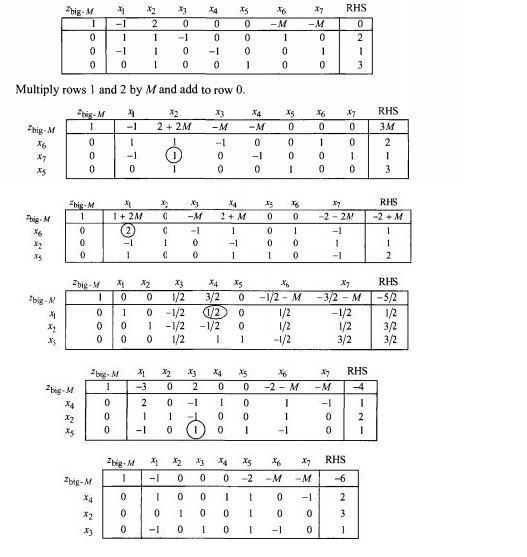 z big-M x1 x2 x3 x4 x5 x6 x7 RHS
1 −1 2 0 0 0 −M −M 0
0 1 1 −1 0 0 1 0 2
0 −1 1 0 −1 0 0 1 1
0 0 1 0 0 1 0 0 3
Multiply rows 1 and 2 by M and add to row 0.
z big-M x1 x2 x3 x4 x5 x6 x7 RHS
z big-M 1 −1 2 + 2M −M −M 0 0 0 3M
x6 0 1 1 −1 0 0 1 0 2
x7 0 −1 1 0 −1 0 0 1 1
x5 0 0 1 0 0 1 0 0 3
z big-M x1 x2 x3 x4 x5 x6 x7 RHS
z big-M 1 1 + 2M 0 −M 2 + M 0 0 −2 − 2M −2 + M
x6 0 2 0 −1 1 0 1 −1 1
x2 0 −1 1 0 −1 0 0 1 1
x5 0 1 0 0 1 1 0 −1 2
z big-M x1 x2 x3 x4 x5 x6 x7 RHS
z big-M 1 0 0 1/2 3/2 0 −1/2 − M −3/2 − M −5/2
x1 0 1 0 −1/2 1/2 0 1/2 −1/2 1/2
x2 0 0 1 −1/2 −1/2 0 1/2 1/2 3/2
x5 0 0 0 1/2 1 1 −1/2 3/2 3/2
z big-M x1 x2 x3 x4 x5 x6 x7 RHS
z big-M 1 −3 0 2 0 0 −2 − M −M −4
x4 0 2 0 −1 1 0 1 −1 1
x2 0 1 1 −1 0 0 1 0 2
x5 0 −1 0 1 0 1 −1 0 1
z big-M x1 x2 x3 x4 x5 x6 x7 RHS
z big-M 1 −1 0 0 0 −2 −M −M −6
x4 0 1 0 0 1 1 0 −1 2
x2 0 0 1 0 0 1 0 0 3
x3 0 −1 0 1 0 1 −1 0 1